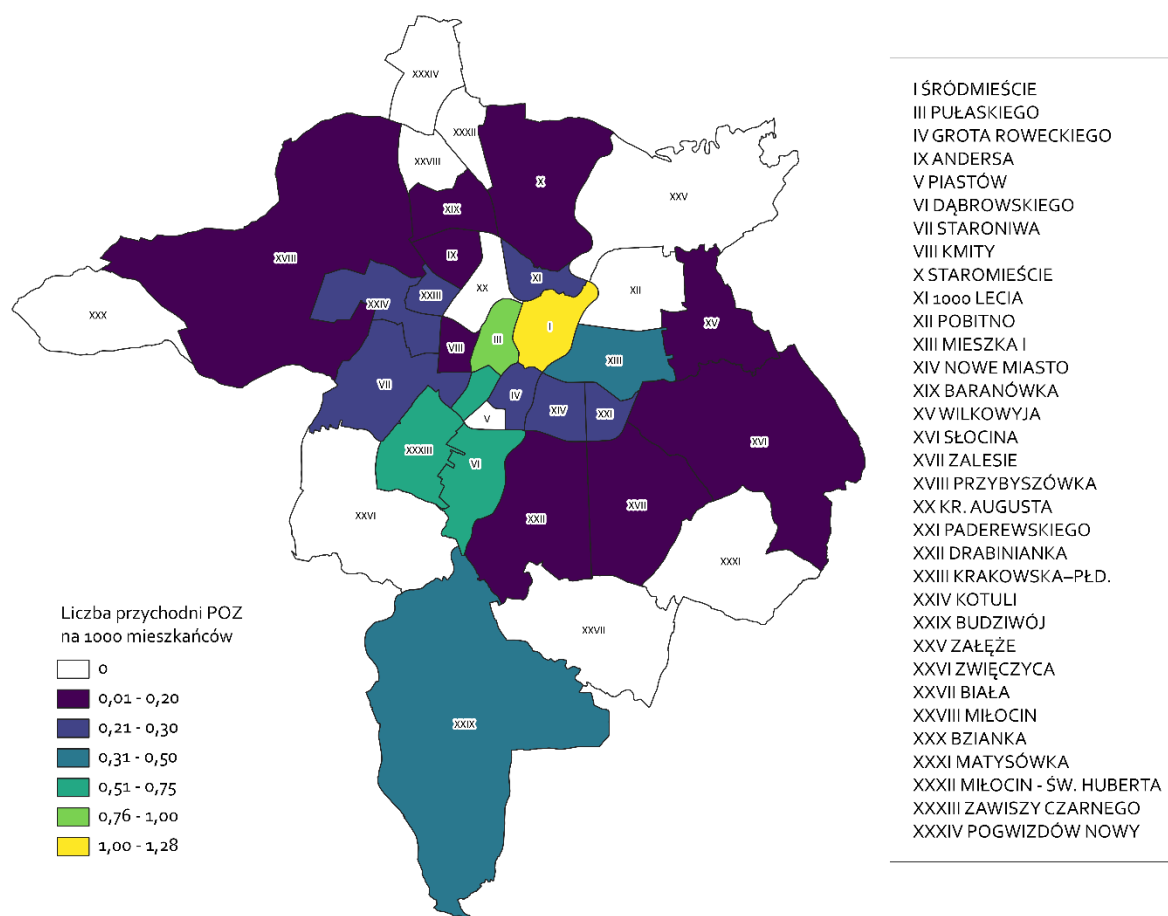 XXXIV
XXXII
XXVIII
X
XXV
XIX
IX
XVIII
XI
XX
XXIII
XII
XXIV
XXX
I
XV
III
VIII
XIII
VII
IV
XIV
XXI
V
XVI
XXXIII
VI
XXVI
XXII
XVII
XXXI
XXVII
XXIX
Liczba przychodni POZ
na 1000 mieszkańców
0
0,01 - 0,20
0,21 - 0,30
0,31 - 0,50
0,51 - 0,75
0,76 - 1,00
1,00 - 1,28
I ŚRÓDMIEŚCIE
III PUŁASKIEGO
IV GROTA ROWECKIEGO
IX ANDERSA
V PIASTÓW
VI DĄBROWSKIEGO
VII STARONIWA
VIII KMITY
X STAROMIEŚCIE
XI 1000 LECIA
XII POBITNO
XIII MIESZKA I
XIV NOWE MIASTO
XIX BARANÓWKA
XV WILKOWYJA
XVI SŁOCINA
XVII ZALESIE
XVIII PRZYBYSZÓWKA
XX KR. AUGUSTA
XXI PADEREWSKIEGO
XXII DRABINIANKA
XXIII KRAKOWSKA–PŁD.
XXIV KOTULI
XXIX BUDZIWÓJ
XXV ZAŁĘŻE
XXVI ZWIĘCZYCA
XXVII BIAŁA
XXVIII MIŁOCIN
XXX BZIANKA
XXXI MATYSÓWKA
XXXII MIŁOCIN - ŚW. HUBERTA
XXXIII ZAWISZY CZARNEGO
XXXIV POGWIZDÓW NOWY